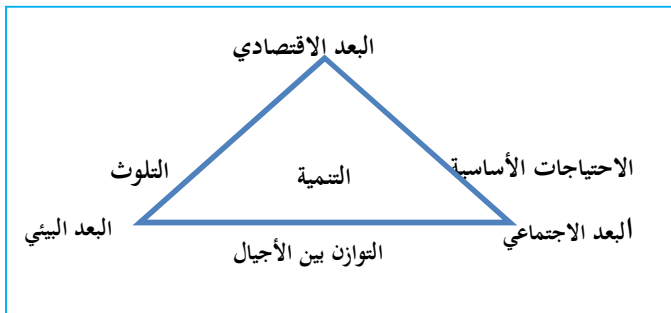 البعد الاقتصادي
الاحتياجات الأساسية
التلوث
التنمية
البعد الاجتماعي
البعد البيئي
التوازن بين الأجيال